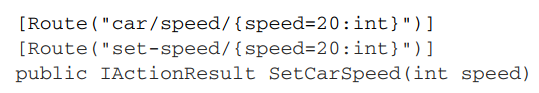 [Route("car/speed/{speed=20:int}")]
[Route("set-speed/{speed=20:int}")]
public IActionResult SetCarSpeed(int speed)